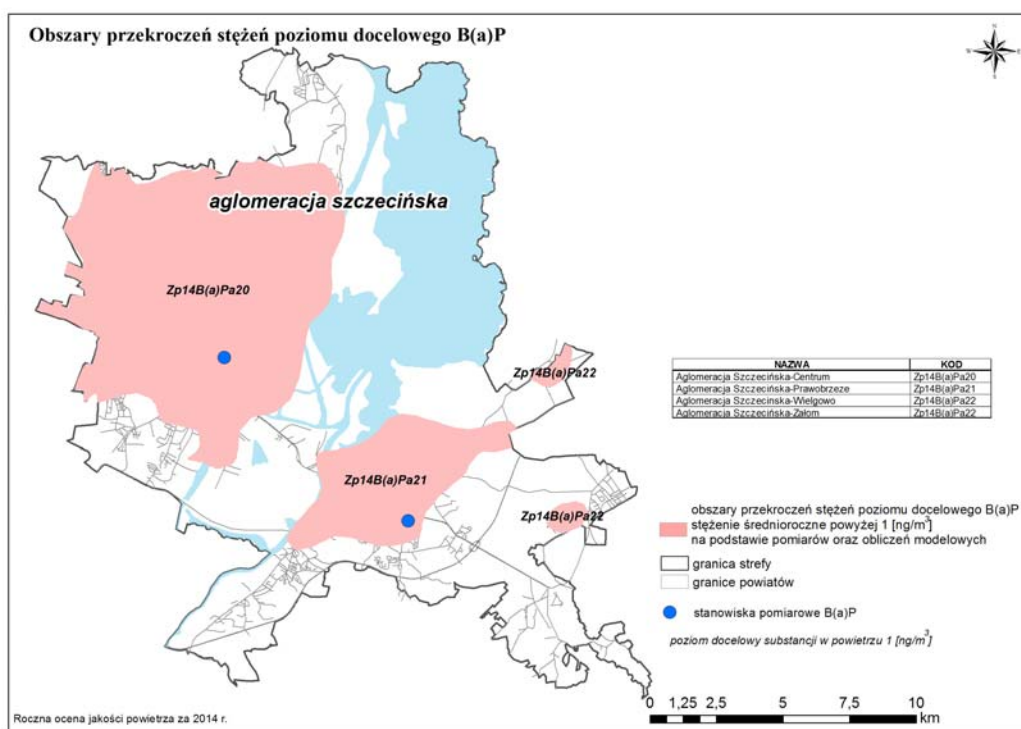 Obszary przekroczeń stężeń poziomu docelowego B(a)P
N
W E
S
aglomeracja szczecińska
Zp14B(a)Pa20
Zp14B(a)Pa22
Zp14B(a)Pa21
Zp14B(a)Pa22
NAZWA KOD
Aglomeracja Szczecińska-Centrum Zp14B(a)Pa20
Aglomeracja Szczecińska-Prawobrzeze Zp14B(a)Pa21
Aglomeracja Szczecińska-Wielgowo Zp14B(a)Pa22
Aglomeracja Szczecińska-Załom Zp14B(a)Pa22
obszary przekroczeń stężeń poziomu docelowego B(a)P
stężenie średnioroczne powyżej 1 [ng/m³]
na podstawie pomiarów oraz obliczeń modelowych
granica strefy
granice powiatów
stanowiska pomiarowe B(a)P
poziom docelowy substancji w powietrzu 1 [ng/m³]
0 1,25 2,5 5 7,5 10
km
Roczna ocena jakości powietrza za 2014 r.